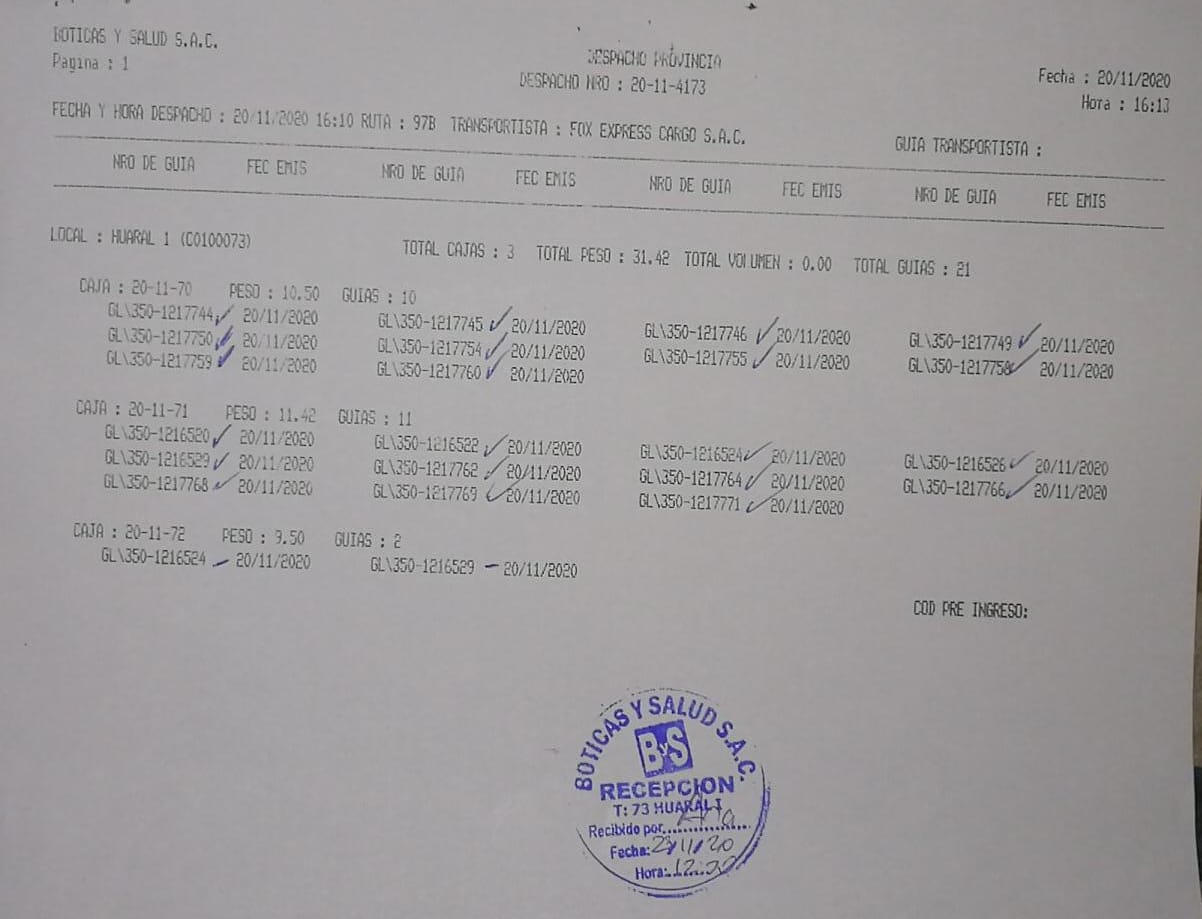 BOTICAS Y SALUD S.A.C.
Pagina : 1
DESPACHO PROVINCIA
DESPACHO NRO : 20-11-4173
Fecha : 20/11/2020
Hora : 16:13
FECHA Y HORA DESPACHO : 20/11/2020 16:10 RUTA : 97B TRANSPORTISTA : FOX EXPRESS CARGO S.A.C.
GUIA TRANSPORTISTA :
NRO DE GUIA FEC EMIS NRO DE GUIA FEC EMIS NRO DE GUIA FEC EMIS NRO DE GUIA FEC EMIS
LOCAL : HUARAL 1 (C0100073) TOTAL CAJAS : 3 TOTAL PESO : 31.42 TOTAL VOLUMEN : 0.00 TOTAL GUIAS : 21
CAJA : 20-11-70 PESO : 10.50 GUIAS : 10
GL\350-1217744 20/11/2020 GL\350-1217745 20/11/2020 GL\350-1217746 20/11/2020 GL\350-1217749 20/11/2020
GL\350-1217750 20/11/2020 GL\350-1217754 20/11/2020 GL\350-1217755 20/11/2020 GL\350-1217758 20/11/2020
GL\350-1217759 20/11/2020 GL\350-1217760 20/11/2020
CAJA : 20-11-71 PESO : 11.42 GUIAS : 11
GL\350-1216520 20/11/2020 GL\350-1216522 20/11/2020 GL\350-1216524 20/11/2020 GL\350-1216526 20/11/2020
GL\350-1216529 20/11/2020 GL\350-1217762 20/11/2020 GL\350-1217764 20/11/2020 GL\350-1217766 20/11/2020
GL\350-1217768 20/11/2020 GL\350-1217769 20/11/2020 GL\350-1217771 20/11/2020
CAJA : 20-11-72 PESO : 9.50 GUIAS : 2
GL\350-1216524 20/11/2020 GL\350-1216529 20/11/2020
COD PRE INGRESO:
BOTICAS Y SALUD S.A.C.
ByS
RECEPCION
T: 73 HUARAL I
Recibido por
Fecha: 23/11/20
Hora: